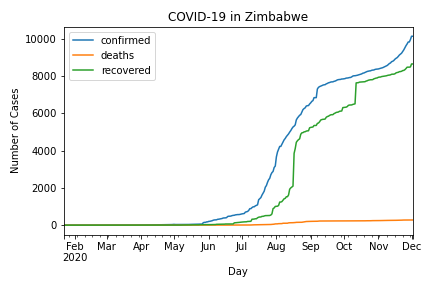 COVID-19 in Zimbabwe
confirmed
deaths
recovered
Number of Cases
10000
8000
6000
4000
2000
0
Feb Mar Apr May Jun Jul Aug Sep Oct Nov Dec
2020
Day